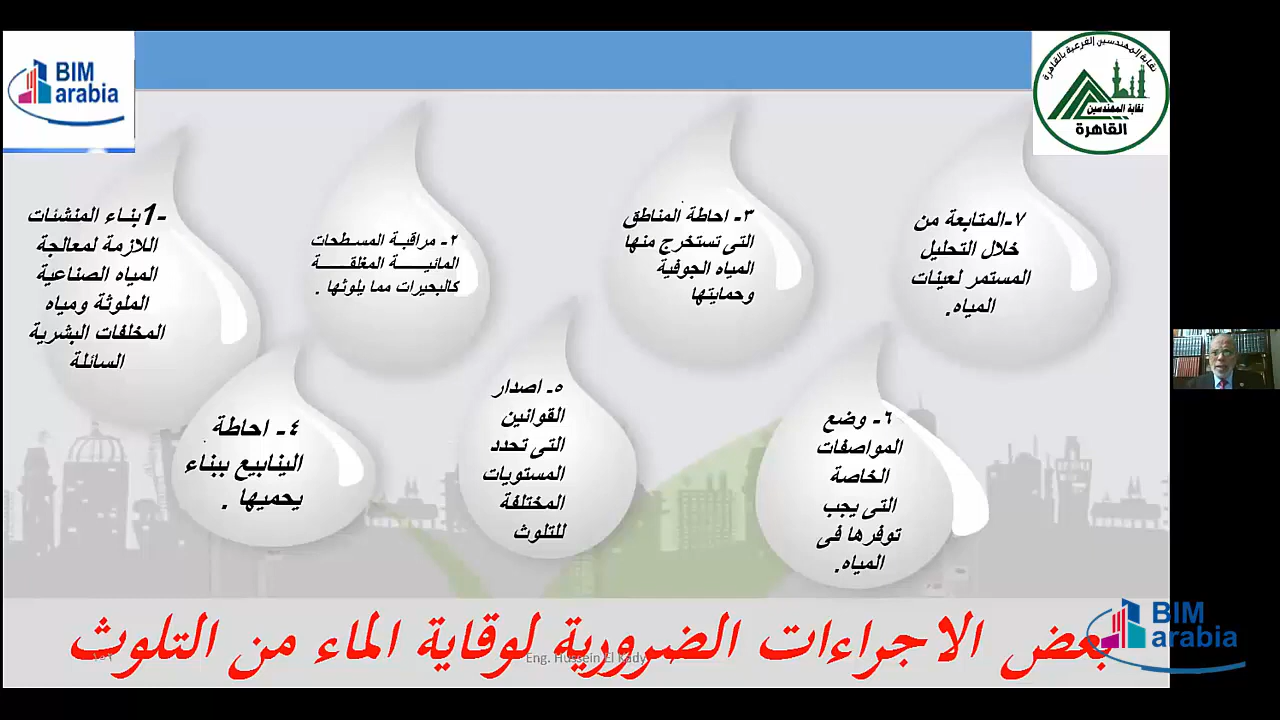 BIM
arabia
نقابة المهندسين الفرعية بالقاهرة
نقابة المهندسين
القاهرة
1-بناء المنشئات
اللازمة لمعالجة
المياه الصناعية
الملوثة ومياه
المخلفات البشرية
السائلة
٢- مراقبة المسطحات
المائية المغلقة
كالبحيرات مما يلوثها .
٣- احاطة المناطق
التى تستخرج منها
المياه الجوفية
وحمايتها
٧-المتابعة من
خلال التحليل
المستمر لعينات
المياه.
٤- احاطة
الينابيع ببناء
يحميها .
٥- اصدار
القوانين
التى تحدد
المستويات
المختلفة
للتلوث
٦- وضع
المواصفات
الخاصة
التى يجب
توفرها فى
المياه.
بعض الاجراءات الضرورية لوقاية الماء من التلوث
Eng. Hussein El Kady
BIM
arabia